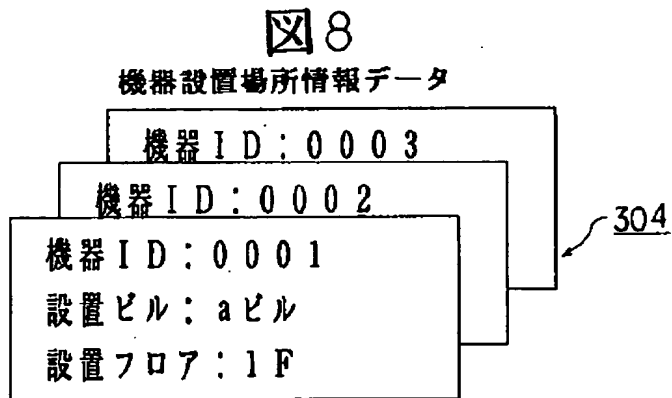 図8
機器設置場所情報データ
機器ID:0003
機器ID:0002
機器ID:0001
設置ビル:aビル
設置フロア:1F
304